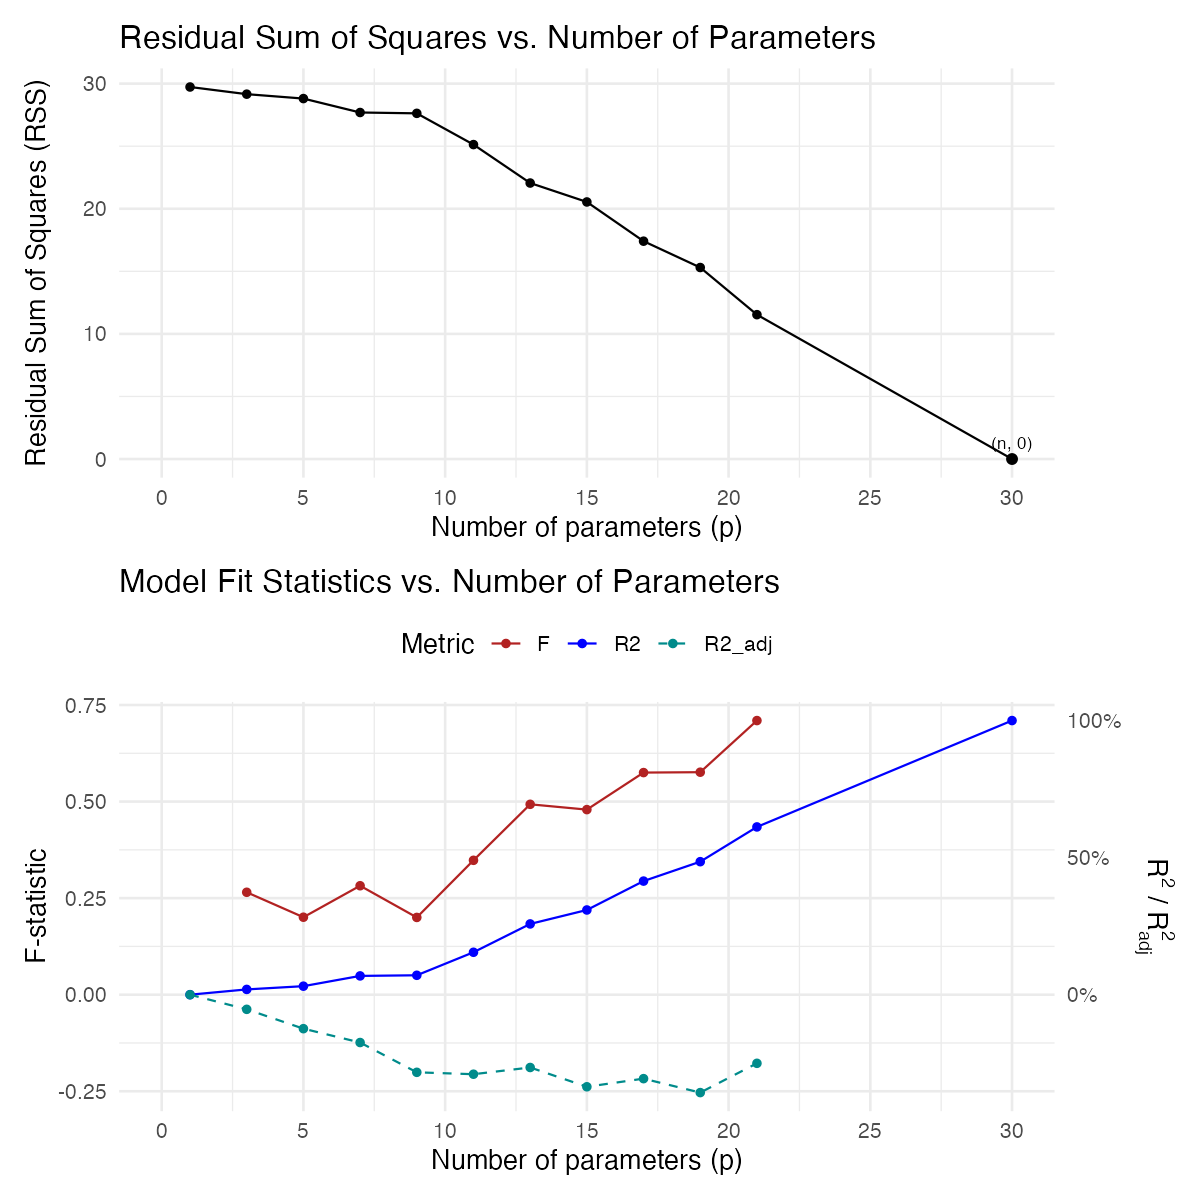 Residual Sum of Squares vs. Number of Parameters
Residual Sum of Squares (RSS)
30
20
10
0
(n, 0)
0 5 10 15 20 25 30
Number of parameters (p)
Model Fit Statistics vs. Number of Parameters
Metric F R2 R2_adj
F-statistic
0.75
0.50
0.25
0.00
-0.25
100%
50%
0%
R² / R²adj
0 5 10 15 20 25 30
Number of parameters (p)